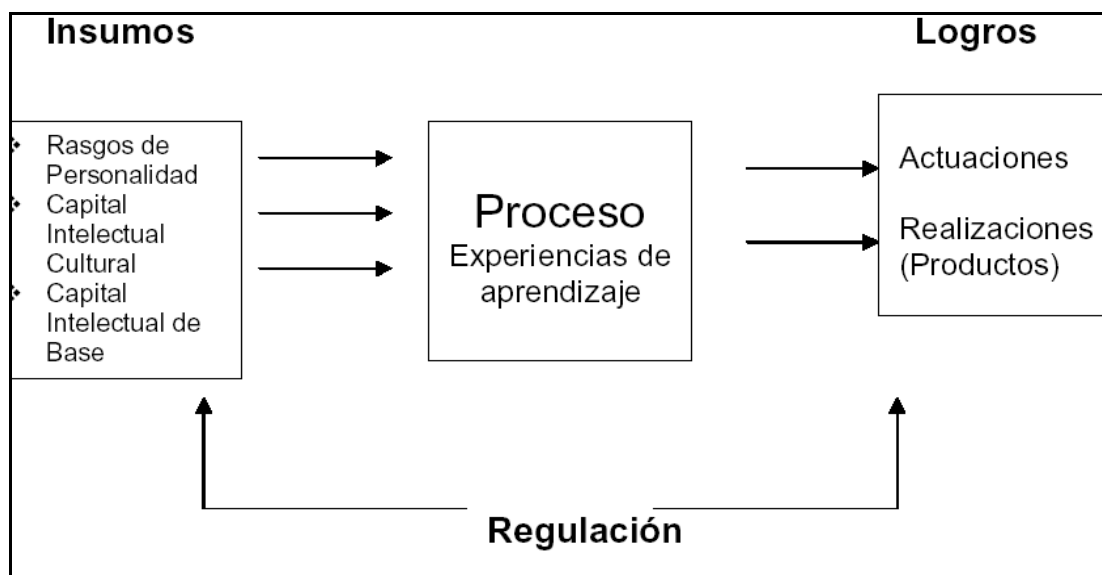 Insumos
Logros
Rasgos de
Personalidad
Capital
Intelectual
Cultural
Capital
Intelectual de
Base
Proceso
Experiencias de
aprendizaje
Actuaciones
Realizaciones
(Productos)
Regulación